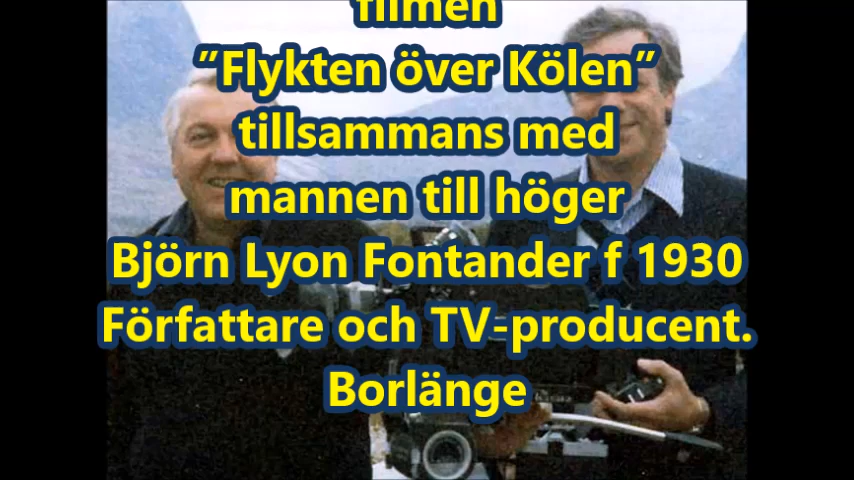 filmen
”Flykten över Kölen”
tillsammans med
mannen till höger
Björn Lyon Fontander f 1930
Författare och TV-producent.
Borlänge